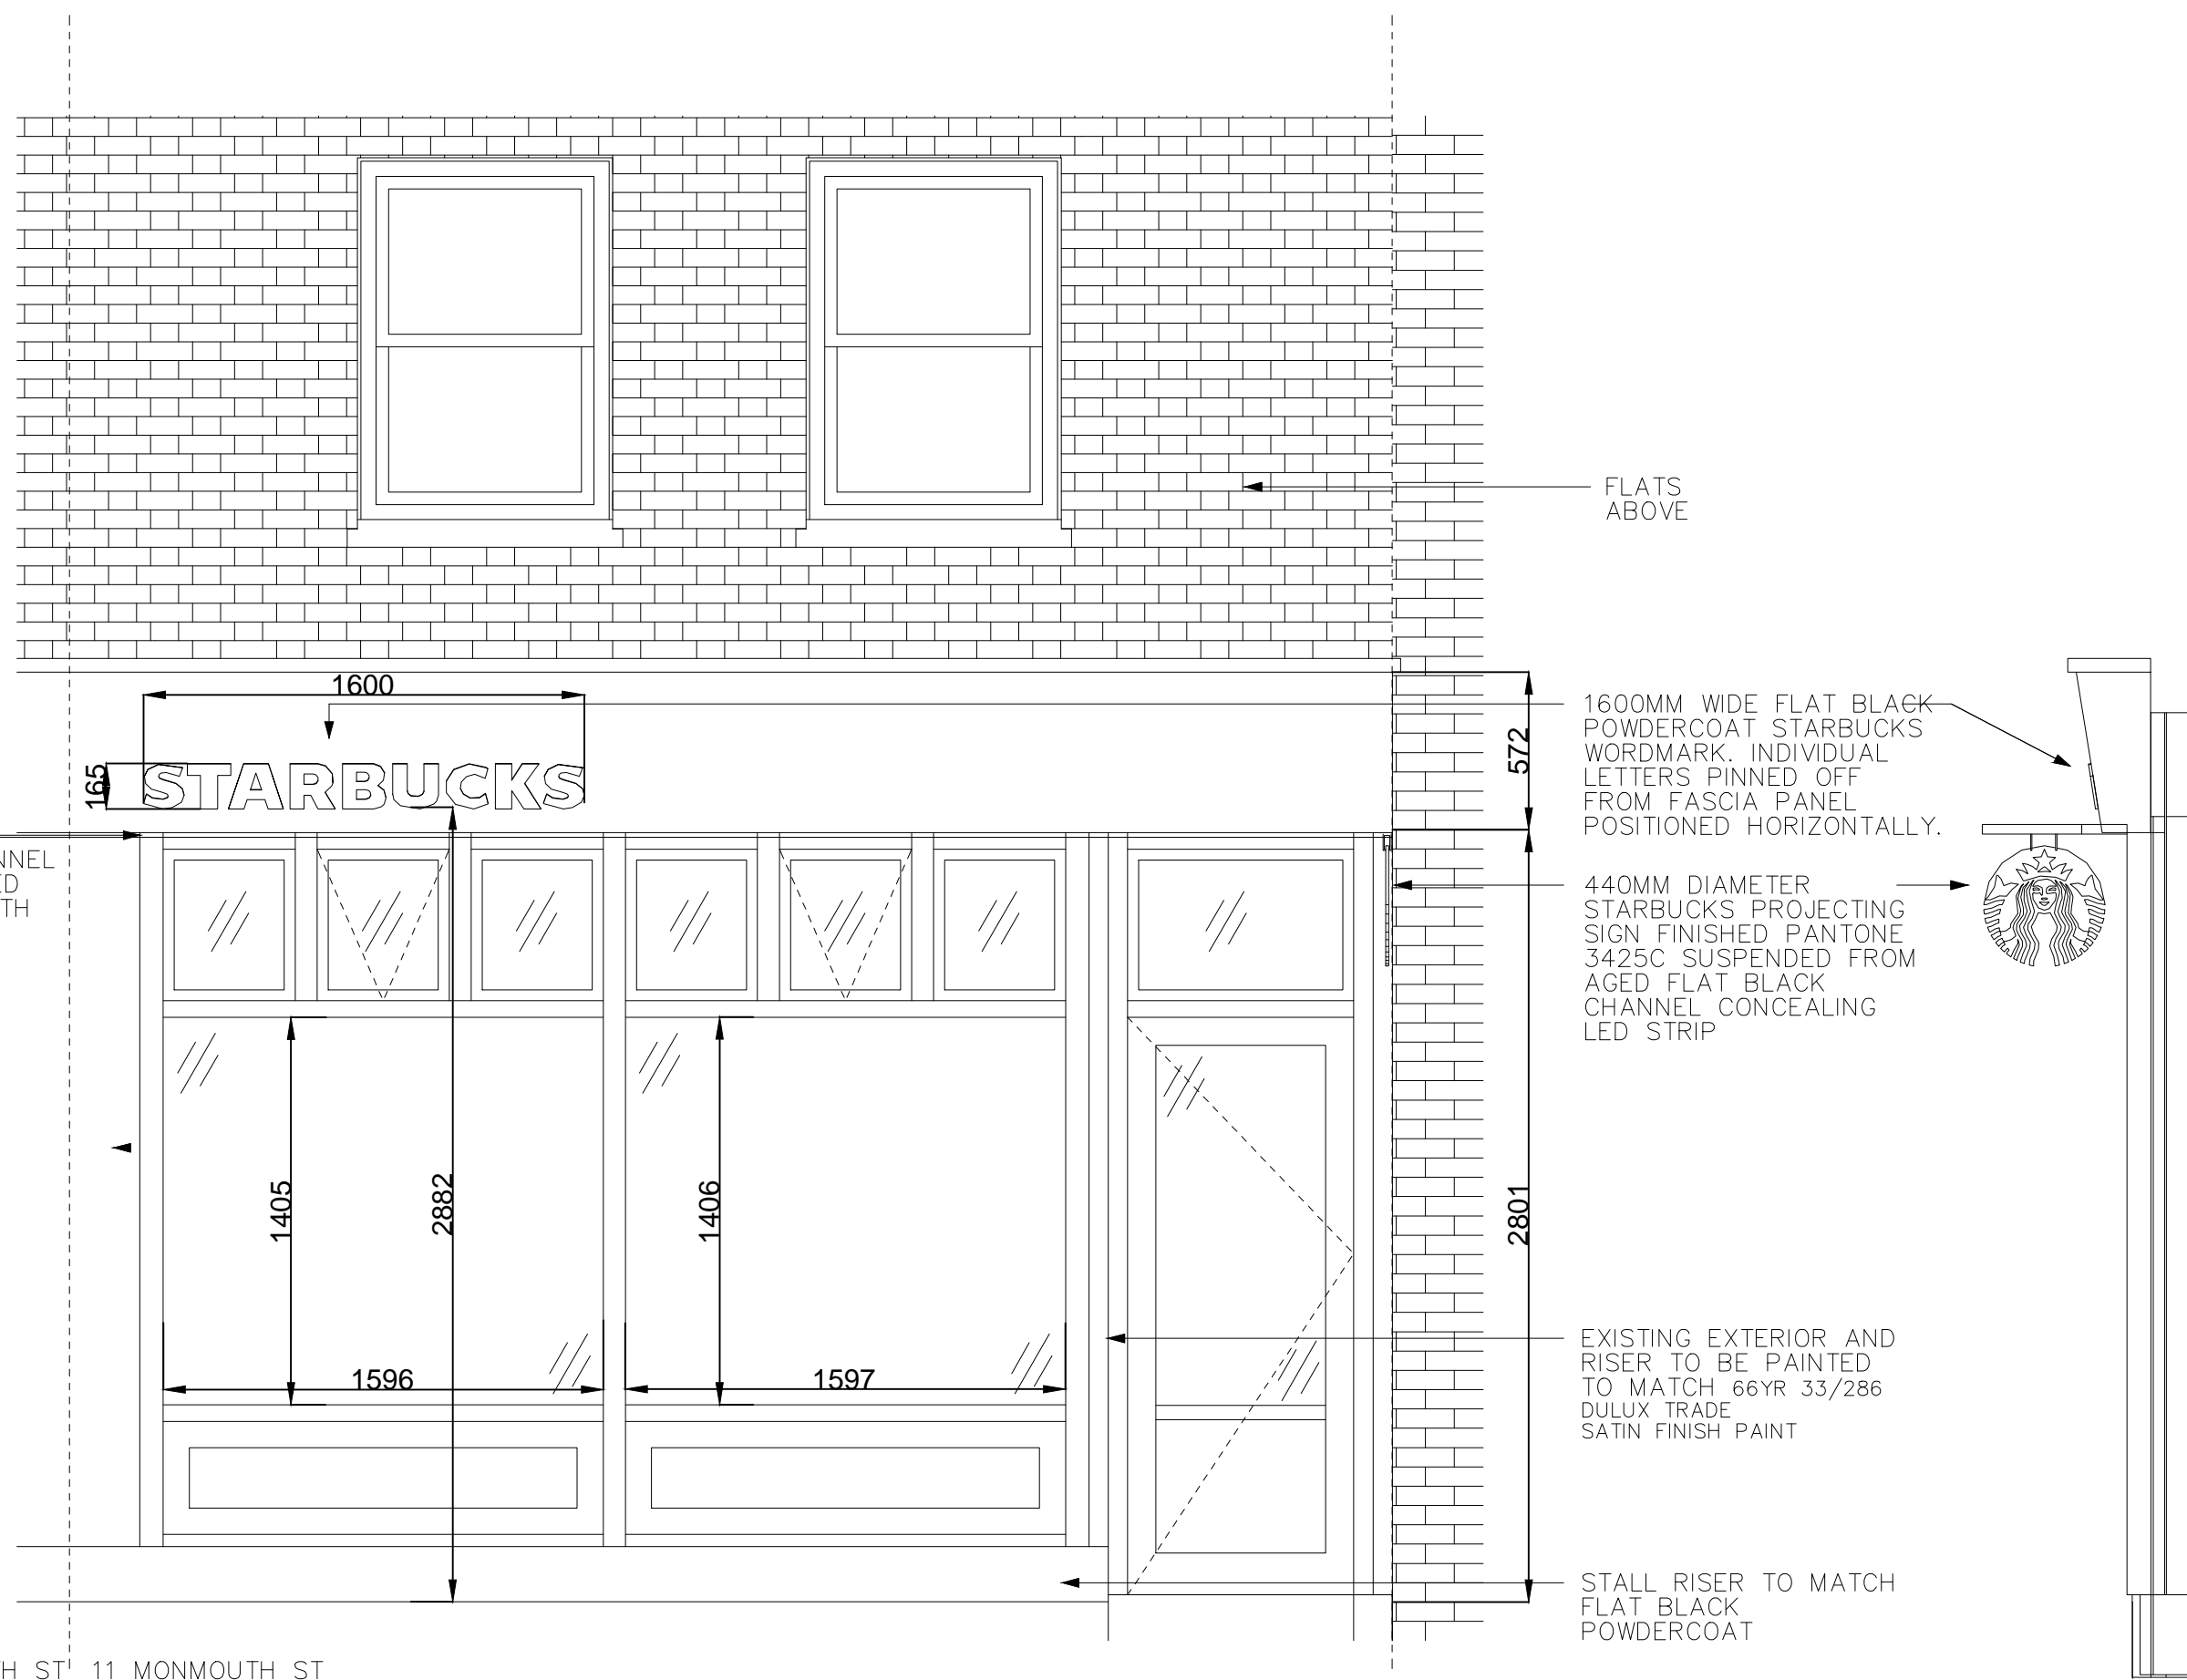 FLATS
ABOVE
1600
165
STARBUCKS
572
1600MM WIDE FLAT BLACK
POWDERCOAT STARBUCKS
WORDMARK. INDIVIDUAL
LETTERS PINNED OFF
FROM FASCIA PANEL
POSITIONED HORIZONTALLY.
440MM DIAMETER
STARBUCKS PROJECTING
SIGN FINISHED PANTONE
3425C SUSPENDED FROM
AGED FLAT BLACK
CHANNEL CONCEALING
LED STRIP
1405
2882
1406
2801
1596
1597
EXISTING EXTERIOR AND
RISER TO BE PAINTED
TO MATCH 66YR 33/286
DULUX TRADE
SATIN FINISH PAINT
STALL RISER TO MATCH
FLAT BLACK
POWDERCOAT
ST
11 MONMOUTH ST